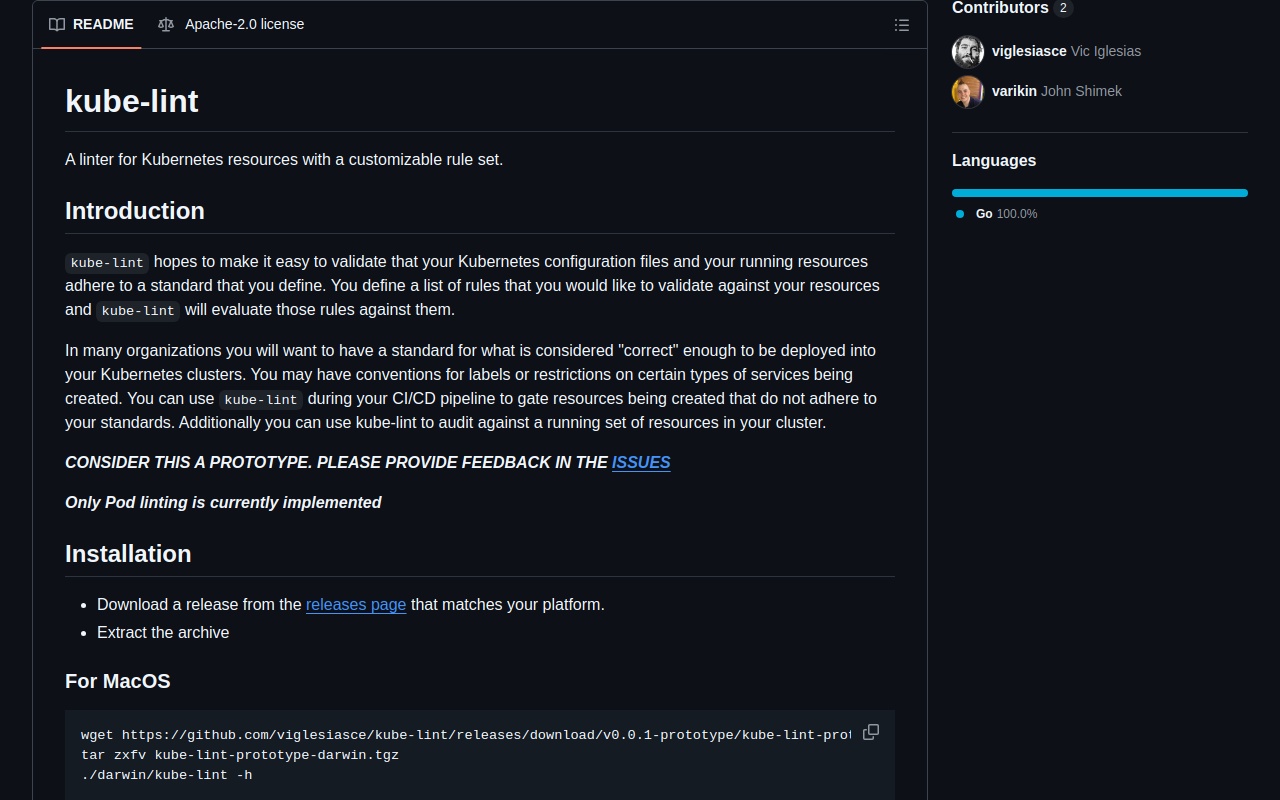 README
Apache-2.0 license
kube-lint
A linter for Kubernetes resources with a customizable rule set.
Introduction
kube-lint hopes to make it easy to validate that your Kubernetes configuration files and your running resources
adhere to a standard that you define. You define a list of rules that you would like to validate against your resources
and kube-lint will evaluate those rules against them.
In many organizations you will want to have a standard for what is considered "correct" enough to be deployed into
your Kubernetes clusters. You may have conventions for labels or restrictions on certain types of services being
created. You can use kube-lint during your CI/CD pipeline to gate resources being created that do not adhere to
your standards. Additionally you can use kube-lint to audit against a running set of resources in your cluster.
CONSIDER THIS A PROTOTYPE. PLEASE PROVIDE FEEDBACK IN THE ISSUES
Only Pod linting is currently implemented
Installation
Download a release from the releases page that matches your platform.
Extract the archive
For MacOS
wget https://github.com/viglesiasce/kube-lint/releases/download/v0.0.1-prototype/kube-lint-prot
tar zxfv kube-lint-prototype-darwin.tgz
./darwin/kube-lint -h
Contributors 2
viglesiasce Vic Iglesias
varikin John Shimek
Languages
Go 100.0%